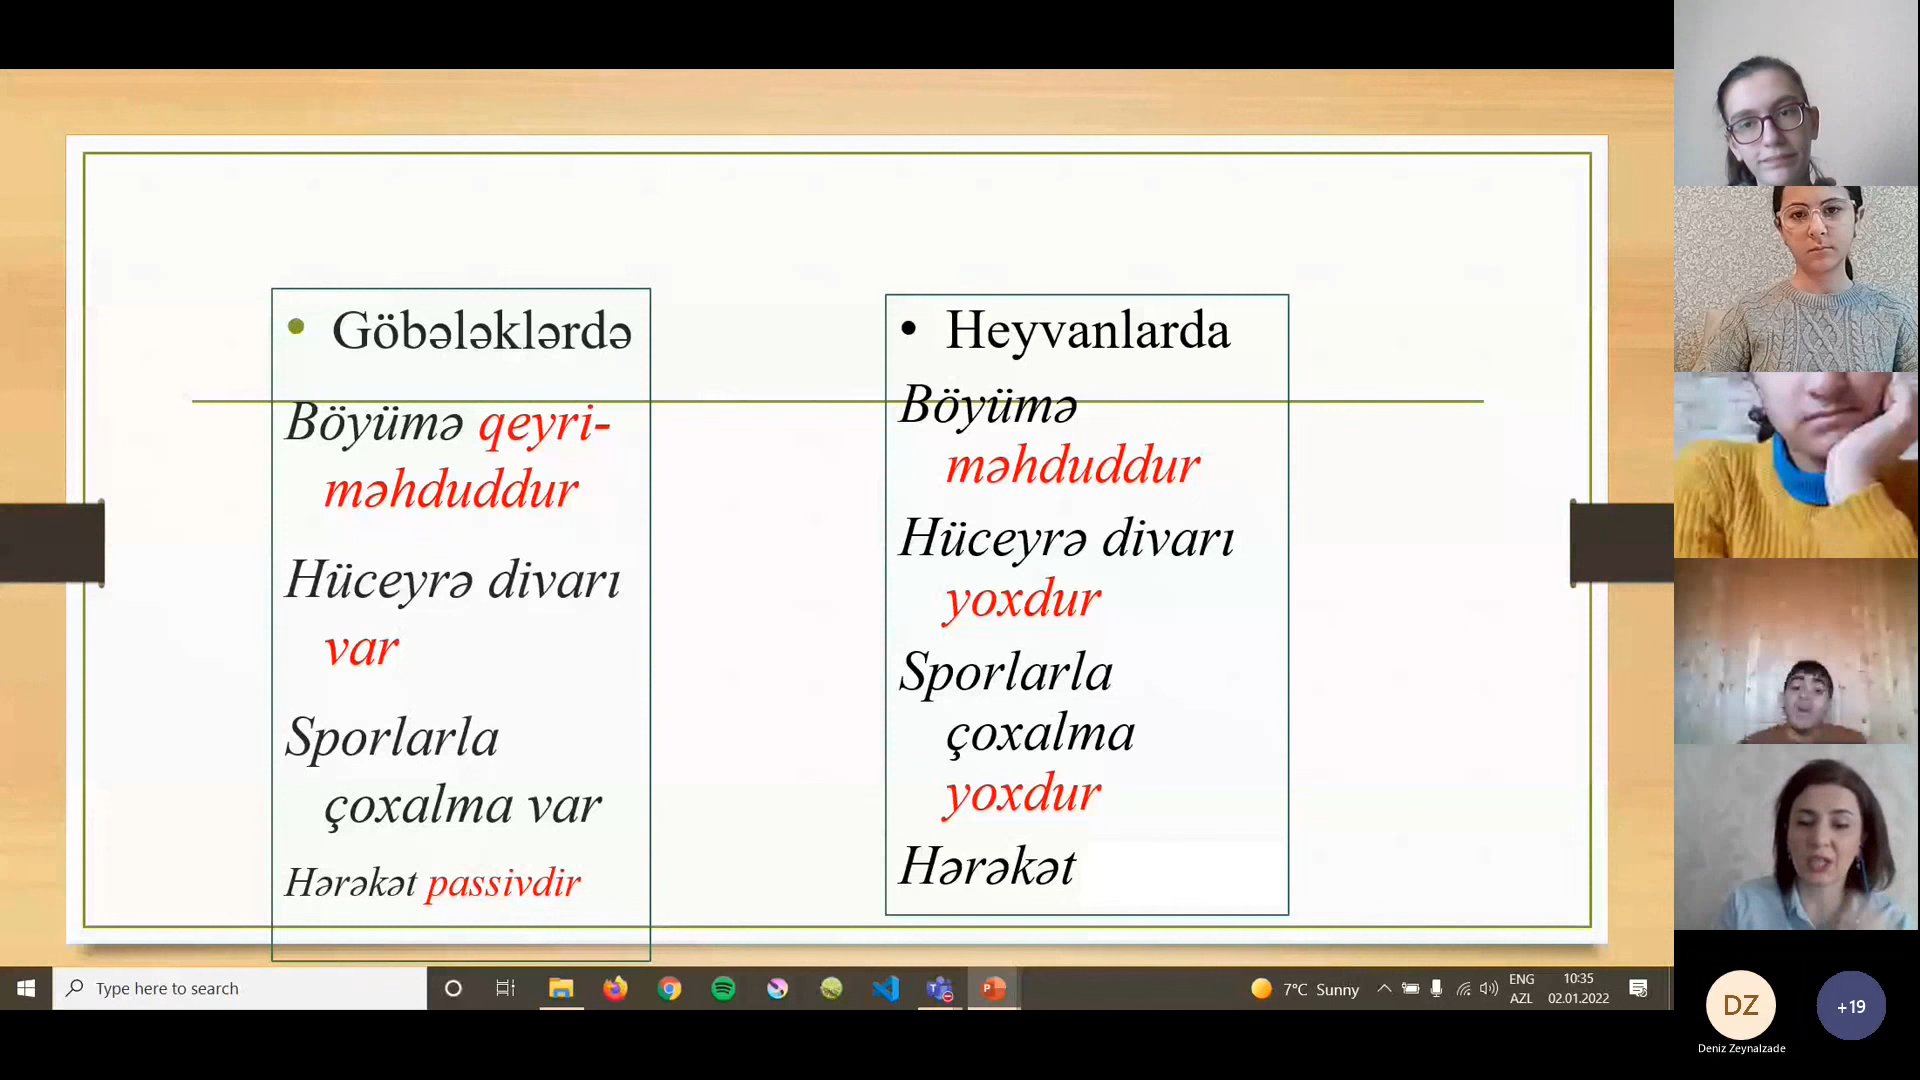 • Göbələklərdə
Böyümə qeyri-
məhduddur
Hüceyrə divarı
var
Sporlarla
çoxalma var
Hərəkət passivdir
• Heyvanlarda
Böyümə
məhduddur
Hüceyrə divarı
yoxdur
Sporlarla
çoxalma
yoxdur
Hərəkət
Type here to search
7°C Sunny
ENG
AZL
10:35
02.01.2022
DZ
Deniz Zeynalzade
+19